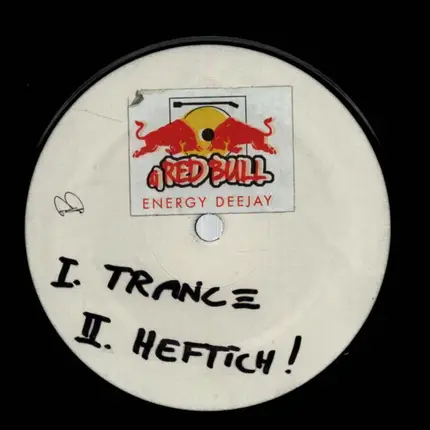 RED BULL
ENERGY DEEJAY
B
I. TRANCE
II. HEFTICH!